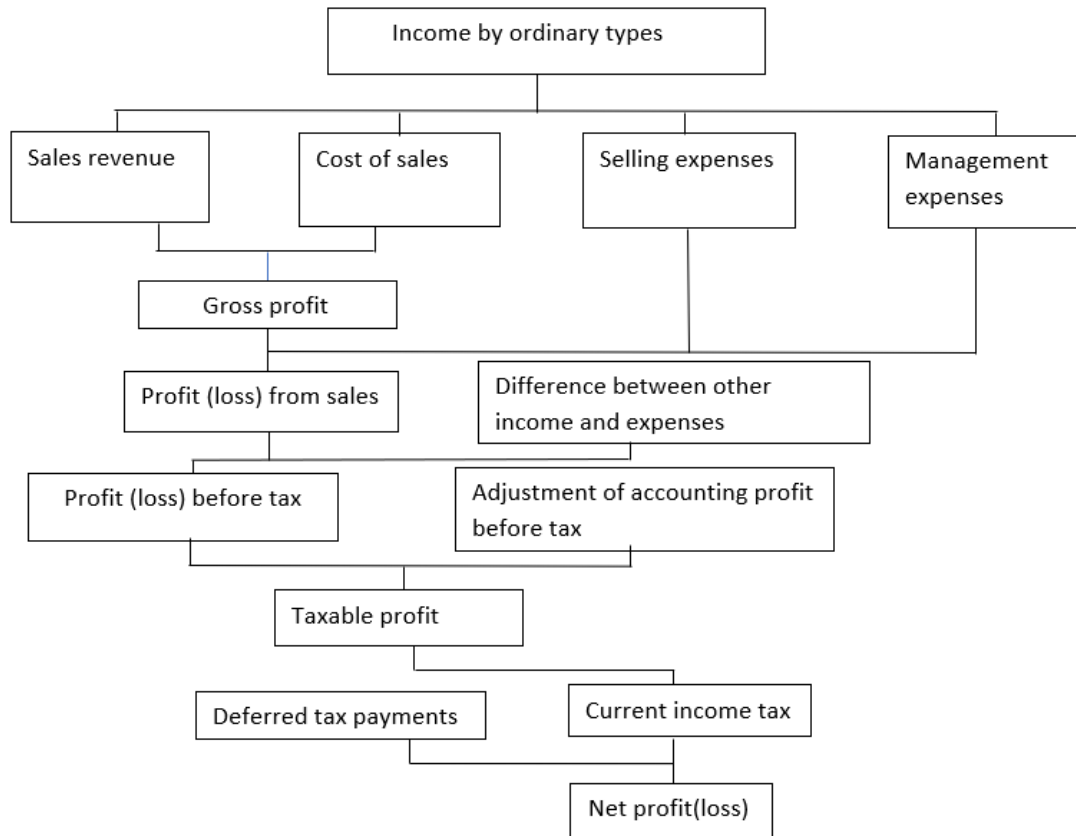 Income by ordinary types
Sales revenue
Cost of sales
Selling expenses
Management
expenses
Gross profit
Profit (loss) from sales
Difference between other
income and expenses
Profit (loss) before tax
Adjustment of accounting profit
before tax
Taxable profit
Deferred tax payments
Current income tax
Net profit(loss)